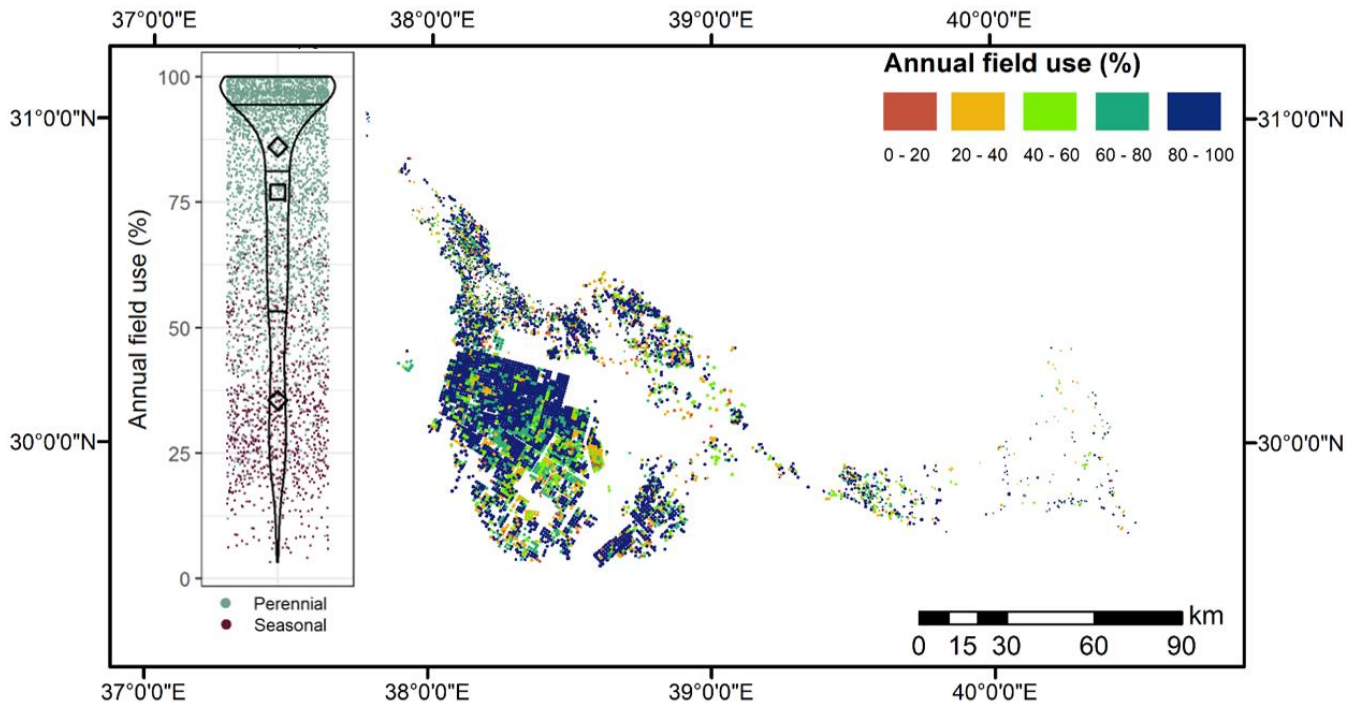 37°0'0"E 38°0'0"E 39°0'0"E 40°0'0"E
Annual field use (%)
0 - 20 20 - 40 40 - 60 60 - 80 80 - 100
31°0'0"N
31°0'0"N
30°0'0"N
30°0'0"N
Annual use (%)
100
75
50
25
0
Perennial
Seasonal
km
0 15 30 60 90
37°0'0"E 38°0'0"E 39°0'0"E 40°0'0"E